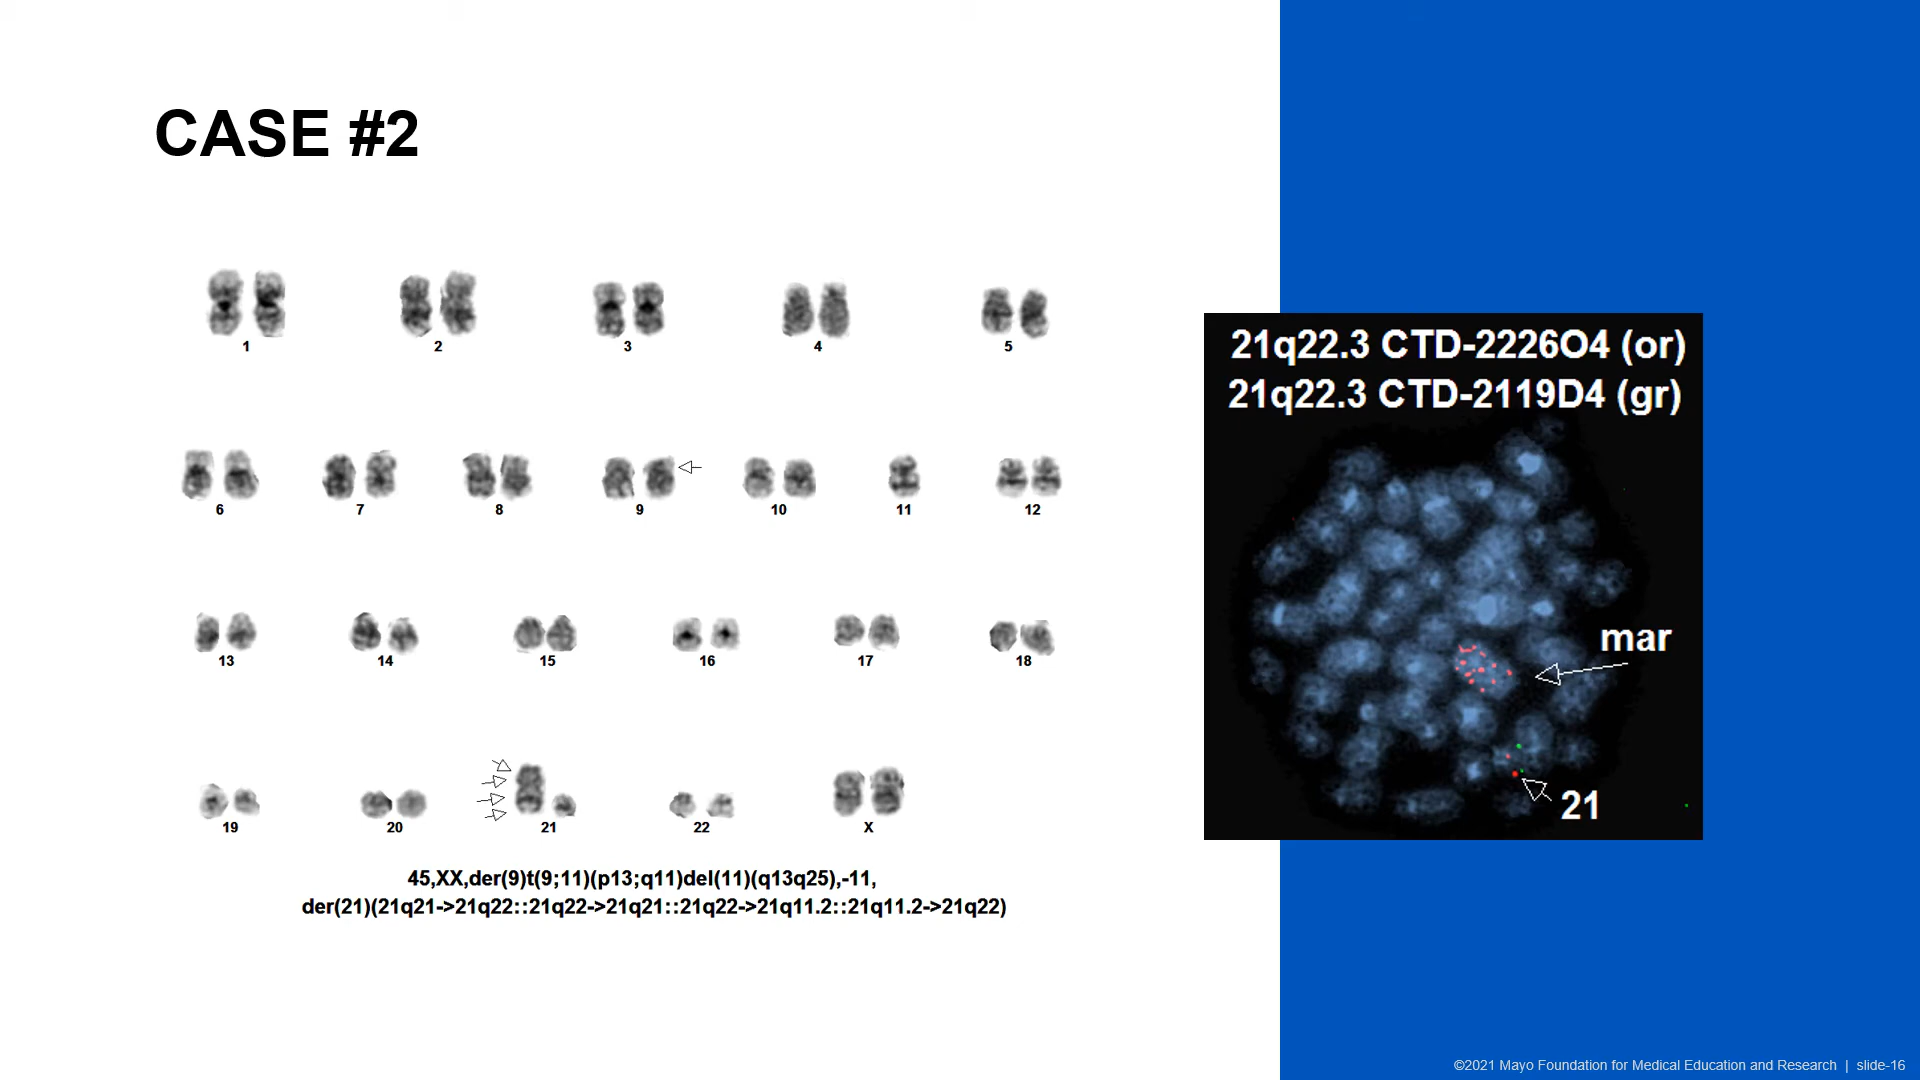 CASE #2
1 2 3 4 5
6 7 8 9 10 11 12
13 14 15 16 17 18
19 20 21 22 X
45,XX,der(9)t(9;11)(p13;q11)del(11)(q13q25),-11,
der(21)(21q21->21q22::21q22->21q21::21q22->21q11.2::21q11.2->21q22)
21q22.3 CTD-2226O4 (or)
21q22.3 CTD-2119D4 (gr)
mar
21
©2021 Mayo Foundation for Medical Education and Research | slide-16